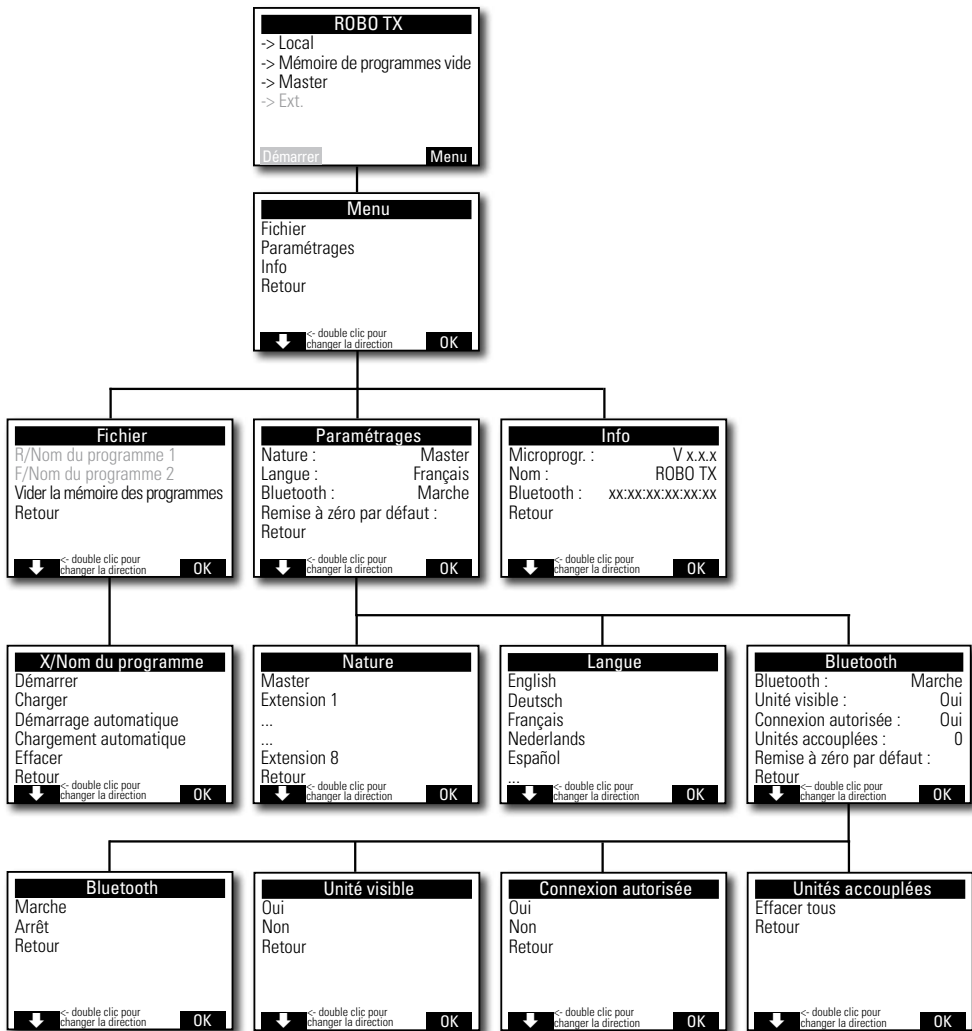 ROBO TX
-> Local
-> Mémoire de programmes vide
-> Master
-> Ext.
Démarrer Menu
Menu
Fichier
Paramétrages
Info
Retour
<- double clic pour
changer la direction OK
Fichier
R/Nom du programme 1
F/Nom du programme 2
Vider la mémoire des programmes
Retour
<- double clic pour
changer la direction OK
Paramétrages
Nature : Master
Langue : Français
Bluetooth : Marche
Remise à zéro par défaut :
Retour
<- double clic pour
changer la direction OK
Info
Microprogr. : V x.x.x
Nom : ROBO TX
Bluetooth : xx:xx:xx:xx:xx:xx
Retour
<- double clic pour
changer la direction OK
X/Nom du programme
Démarrer
Charger
Démarrage automatique
Chargement automatique
Effacer
Retour
<- double clic pour
changer la direction OK
Nature
Master
Extension 1
...
...
Extension 8
Retour
<- double clic pour
changer la direction OK
Langue
English
Deutsch
Français
Nederlands
Español
...
<- double clic pour
changer la direction OK
Bluetooth
Bluetooth : Marche
Unité visible : Oui
Connexion autorisée : Oui
Unités accouplées : 0
Remise à zéro par défaut :
Retour
<– double clic pour
changer la direction OK
Bluetooth
Marche
Arrêt
Retour
<- double clic pour
changer la direction OK
Unité visible
Oui
Non
Retour
<- double clic pour
changer la direction OK
Connexion autorisée
Oui
Non
Retour
<- double clic pour
changer la direction OK
Unités accouplées
Effacer tous
Retour
<- double clic pour
changer la direction OK